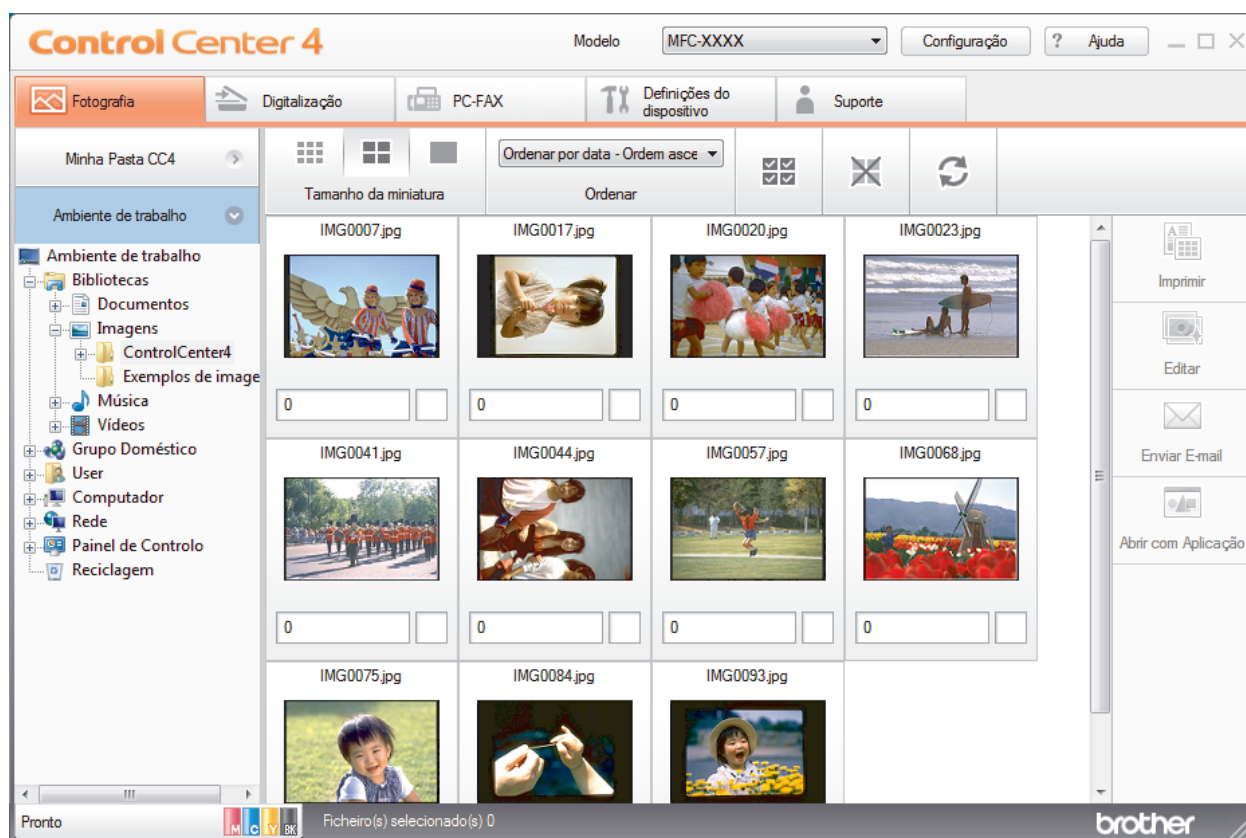 Control Center 4
Modelo
MFC-XXXX
Configuração
? Ajuda
Fotografia
Digitalização
PC-FAX
Definições do
dispositivo
Suporte
Minha Pasta CC4
Ambiente de trabalho
Tamanho da miniatura
Ordenar por data - Ordem asce
Ordenar
Ambiente de trabalho
Bibliotecas
Documentos
Imagens
ControlCenter4
Exemplos de image
Música
Vídeos
Grupo Doméstico
User
Computador
Rede
Painel de Controlo
Reciclagem
IMG0007.jpg
IMG0017.jpg
IMG0020.jpg
IMG0023.jpg
0
0
0
0
IMG0041.jpg
IMG0044.jpg
IMG0057.jpg
IMG0068.jpg
0
0
0
0
IMG0075.jpg
IMG0084.jpg
IMG0093.jpg
Imprimir
Editar
Enviar E-mail
Abrir com Aplicação
Pronto
M C Y BK
Ficheiro(s) selecionado(s) 0
brother